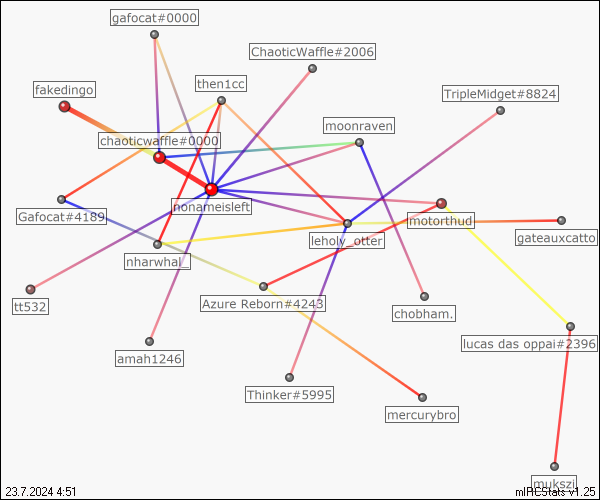 gafocat#0000
ChaoticWaffle#2006
fakedingo
then1cc
TripleMidget#8824
moonraven
chaoticwaffle#0000
nonameisleft
Gafocat#4189
motorthud
leholy_otter
gateauxcatto
nharwhal_
tt532
Azure Reborn#4243
chobham.
lucas das oppai#2396
amah1246
Thinker#5995
mercurybro
mukszi
23.7.2024 4:51
mIRCStats v1.25